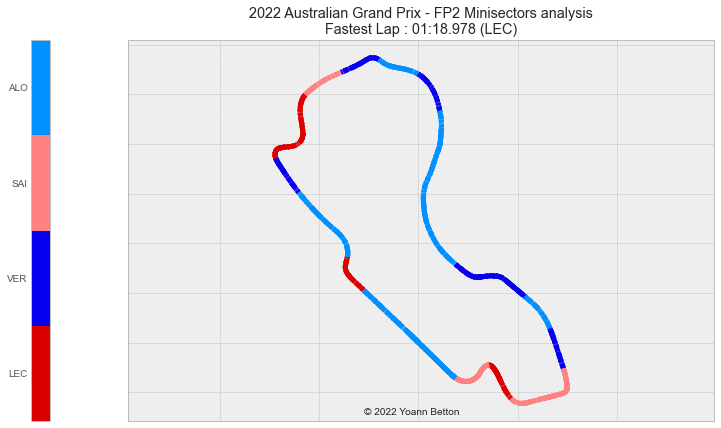 2022 Australian Grand Prix - FP2 Minisectors analysis
Fastest Lap : 01:18.978 (LEC)
ALO
SAI
VER
LEC
© 2022 Yoann Betton